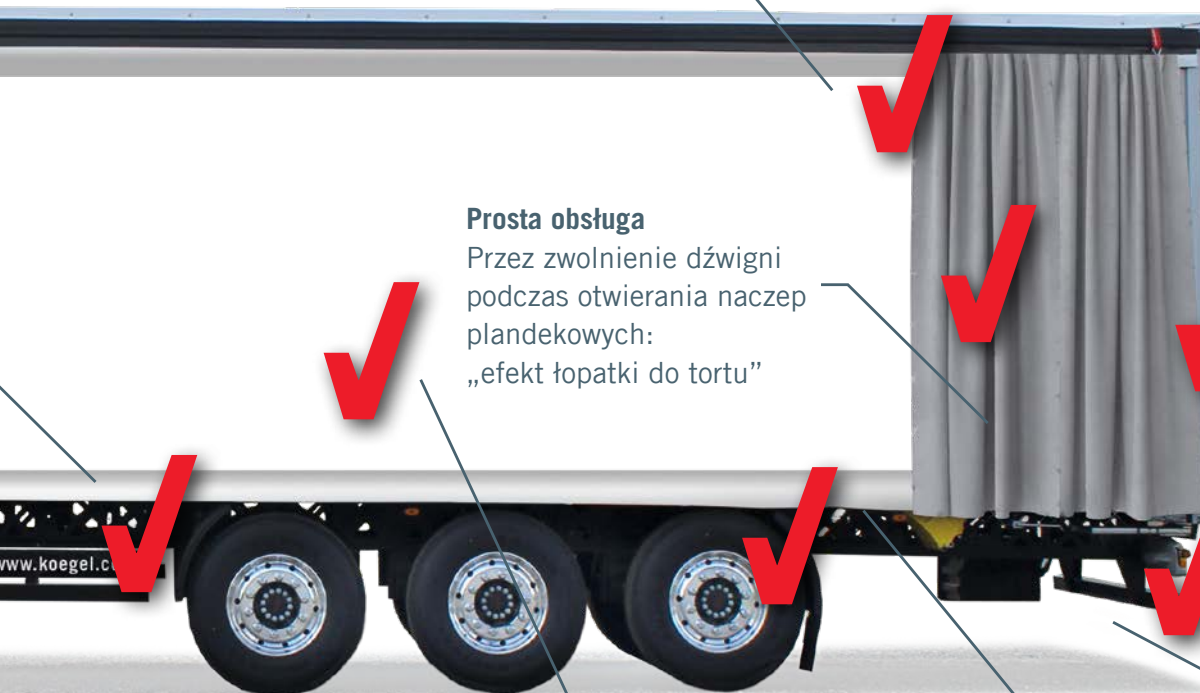 Prosta obsługa
Przez zwolnienie dźwigni
podczas otwierania naczep
plandekowych:
„efekt łopatki do tortu”
www.koegel.c